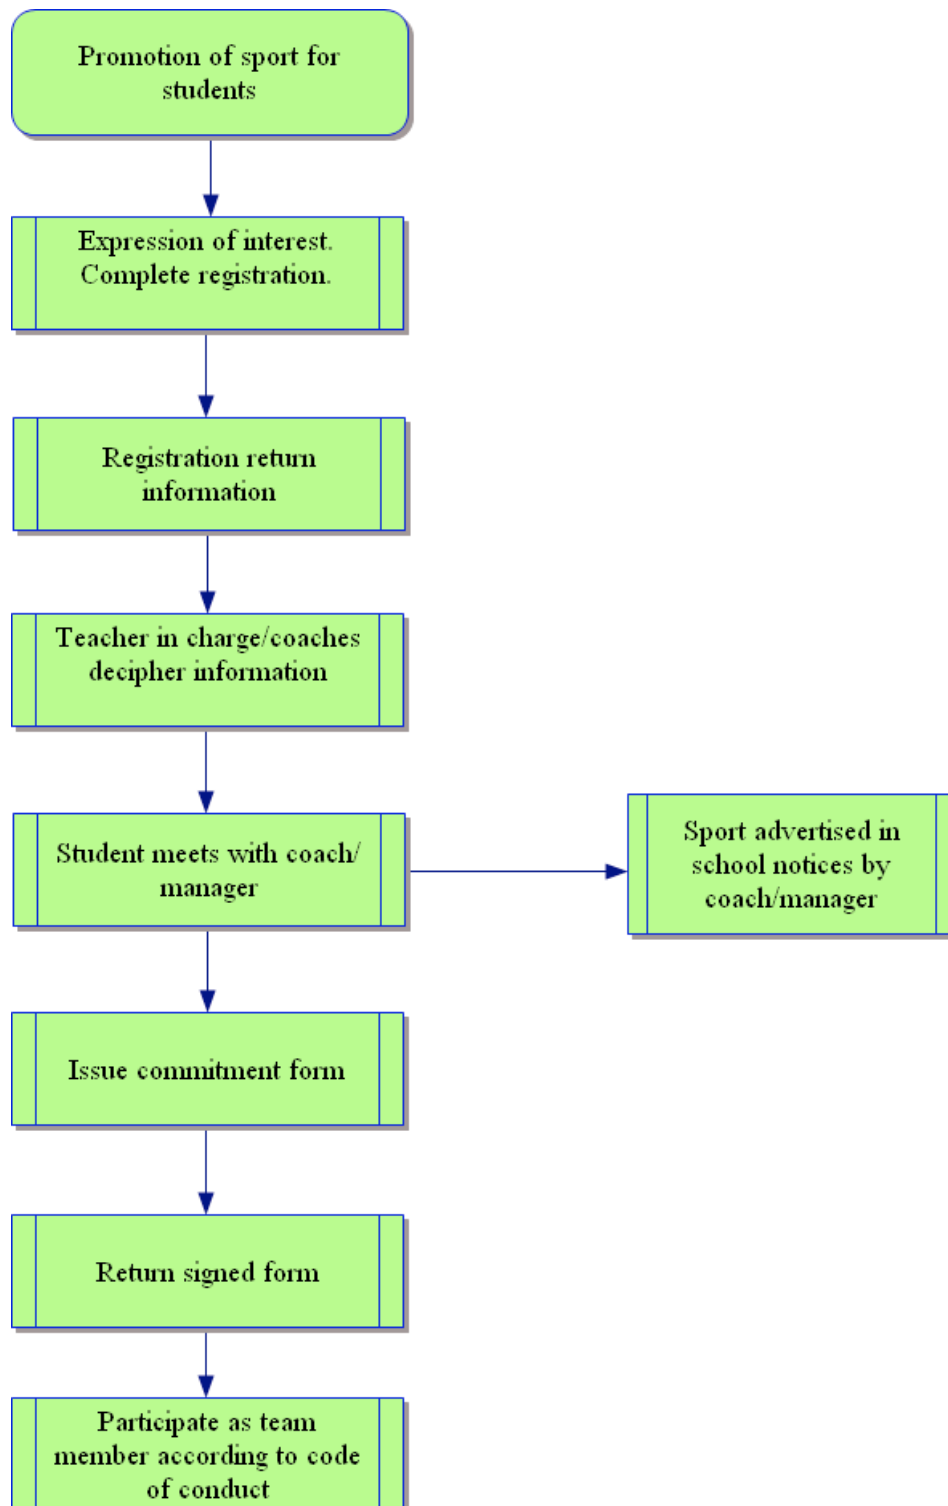 Promotion of sport for
students
Expression of interest.
Complete registration.
Registration return
information
Teacher in charge/coaches
decipher information
Student meets with coach/
manager
Sport advertised in
school notices by
coach/manager
Issue commitment form
Return signed form
Participate as team
member according to code
of conduct